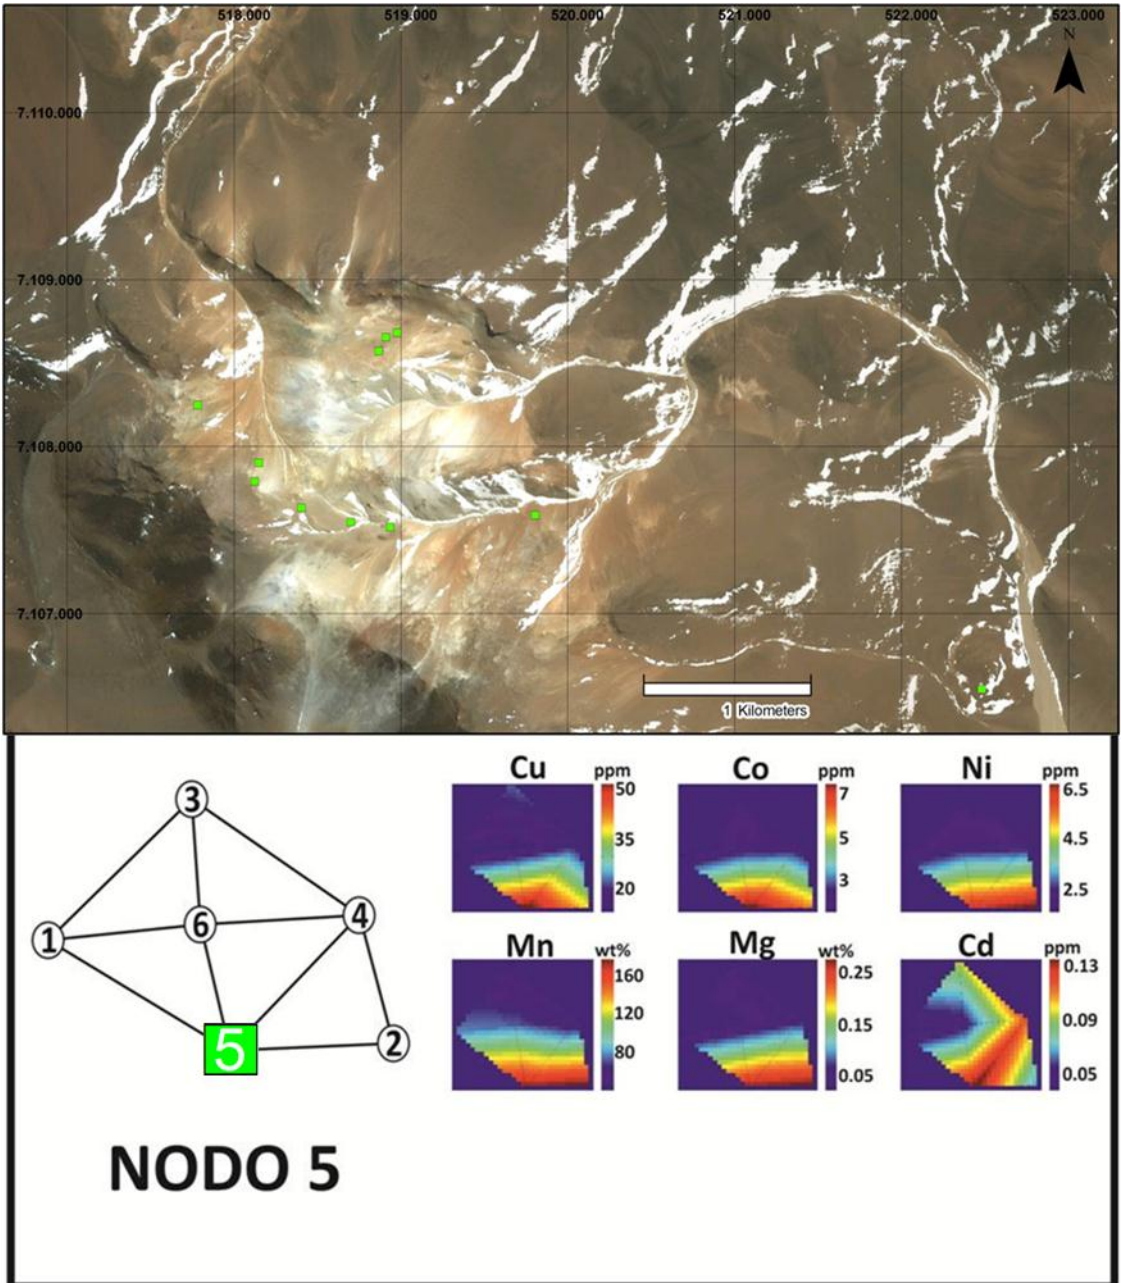 518.000 519.000 520.000 521.000 522.000 523.000
N
7.110.000
7.109.000
7.108.000
7.107.000
1 Kilometers
Cu ppm Co ppm Ni ppm
50 7 6.5
35 5 4.5
20 3 2.5
Mn wt% Mg wt% Cd ppm
160 0.25 0.13
120 0.15 0.09
80 0.05 0.05
3
6
4
1
5
2
NODO 5